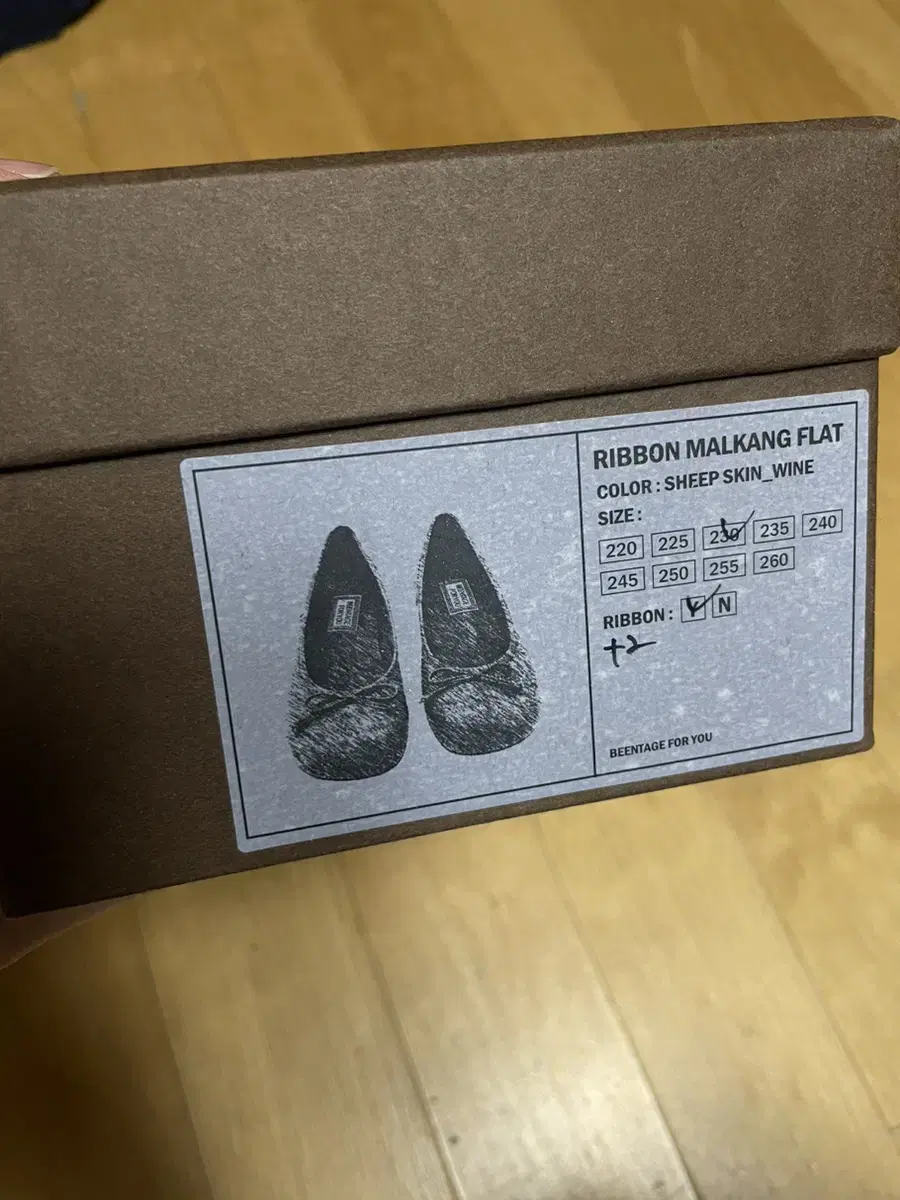 RIBBON MALKANG FLAT
COLOR : SHEEP SKIN_WINE
SIZE :
220 225 230 235 240
245 250 255 260
RIBBON : Y N
+2
BEENTAGE FOR YOU